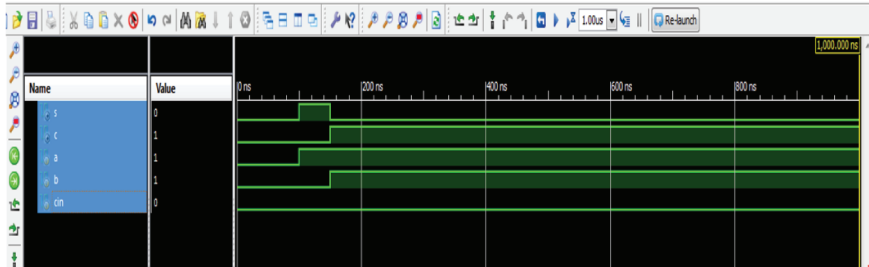 1.00us Re-launch
1,000.000 ns
Name Value 0 ns 200 ns 400 ns 600 ns 800 ns
s 0
c 1
a 1
b 1
cin 0